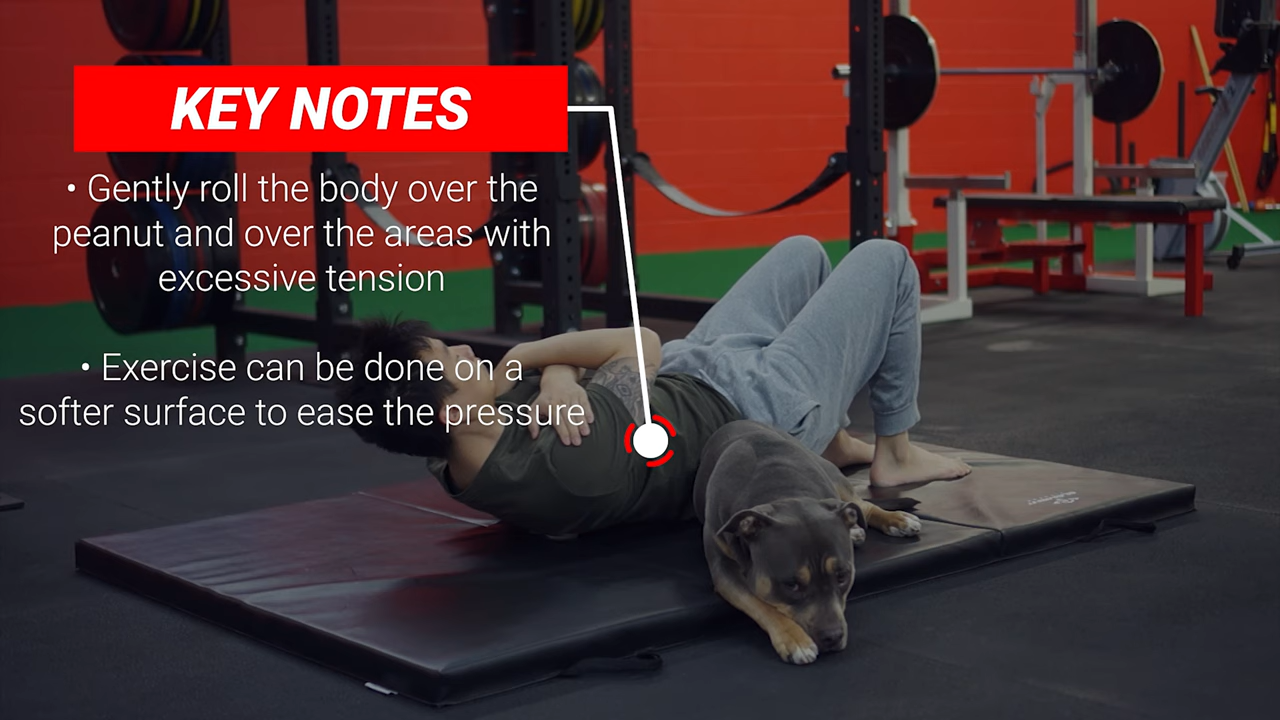 KEY NOTES
• Gently roll the body over the
peanut and over the areas with
excessive tension
• Exercise can be done on a
softer surface to ease the pressure